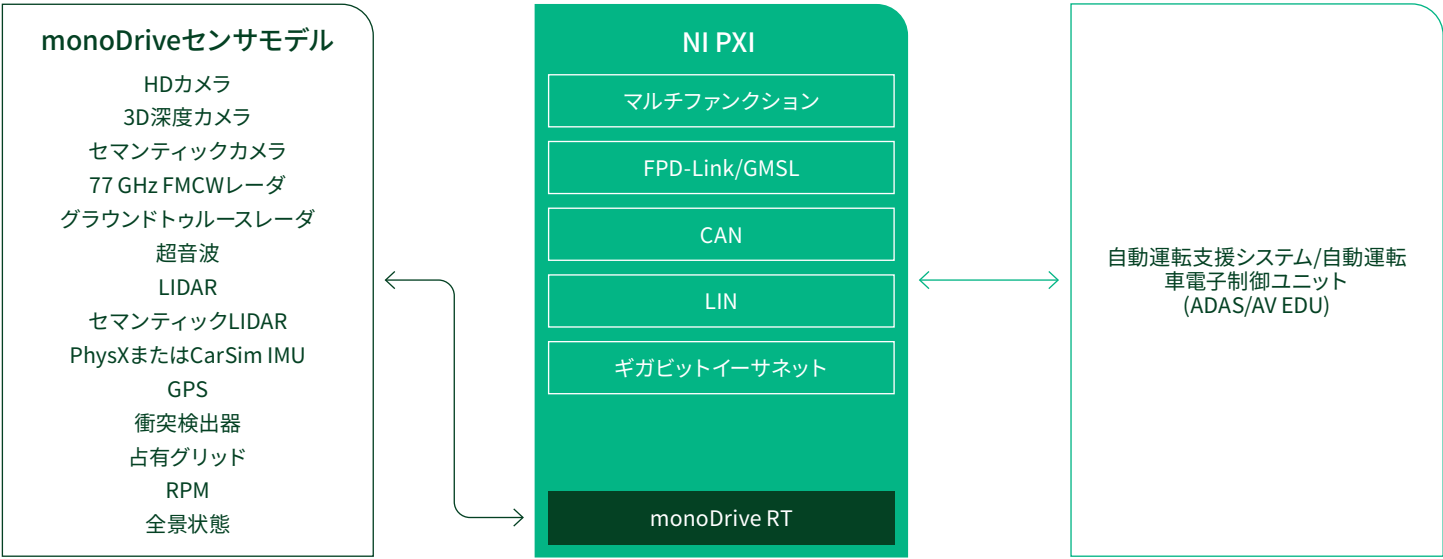 monoDriveセンサモデル
HDカメラ
3D深度カメラ
セマンティックカメラ
77 GHz FMCWレーダ
グラウンドトゥルースレーダ
超音波
LIDAR
セマンティックLIDAR
PhysXまたはCarSim IMU
GPS
衝突検出器
占有グリッド
RPM
全景状態
NI PXI
マルチファンクション
FPD-Link/GMSL
CAN
LIN
ギガビットイーサネット
monoDrive RT
自動運転支援システム/自動運転
車電子制御ユニット
(ADAS/AV EDU)